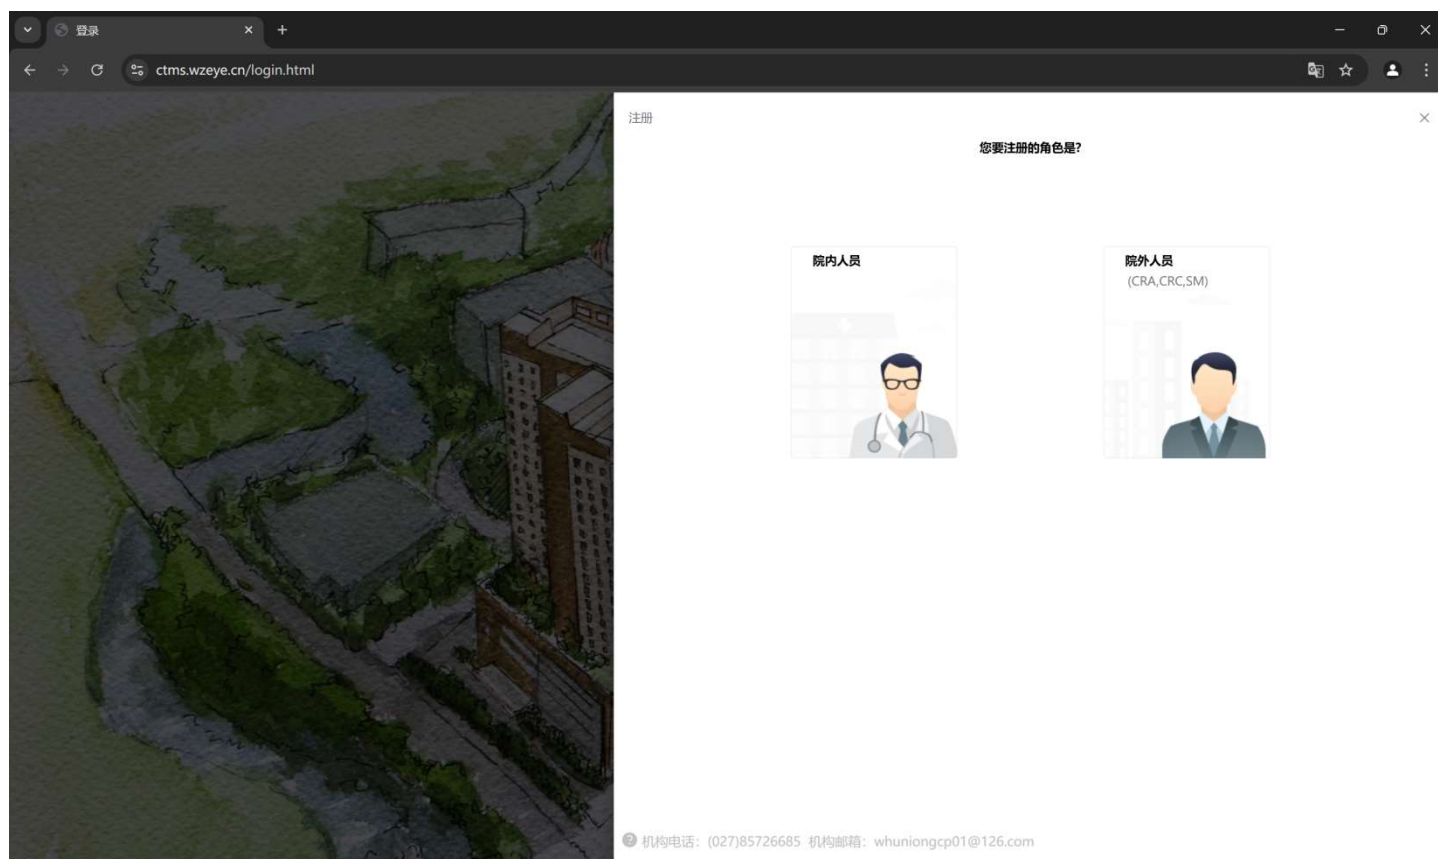 登录
ctms.wzeye.cn/login.html
注册
您要注册的角色是?
院内人员
院外人员
(CRA,CRC,SM)
机构电话：(027)85726685 机构邮箱：whuniongcp01@126.com